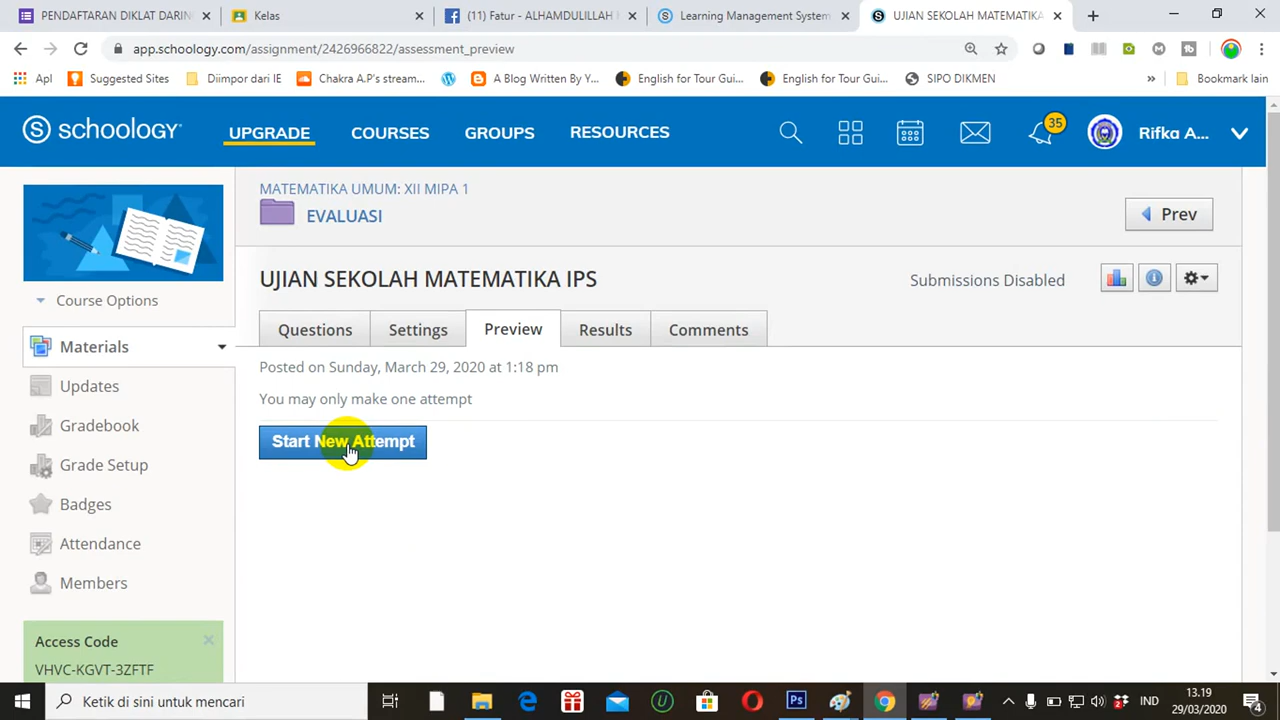 PENDAFTARAN DIKLAT DARIN
Kelas
(11) Fatur - ALHAMDULILLAH
Learning Management System
UJIAN SEKOLAH MATEMATIKA
app.schoology.com/assignment/2426966822/assessment_preview
Apl
Suggested Sites
Diimpor dari IE
Chakra A.P's stream...
A Blog Written By Y...
English for Tour Gui...
English for Tour Gui...
SIPO DIKMEN
»
Bookmark lain
S schoology
UPGRADE
COURSES
GROUPS
RESOURCES
35
Rifka A...
MATEMATIKA UMUM: XII MIPA 1
EVALUASI
Prev
Course Options
UJIAN SEKOLAH MATEMATIKA IPS
Submissions Disabled
Materials
Questions
Settings
Preview
Results
Comments
Posted on Sunday, March 29, 2020 at 1:18 pm
Updates
You may only make one attempt
Gradebook
Start New Attempt
Grade Setup
Badges
Attendance
Members
Access Code
VHVC-KGVT-3ZFTF
Ketik di sini untuk mencari
IND
13.19
29/03/2020
4